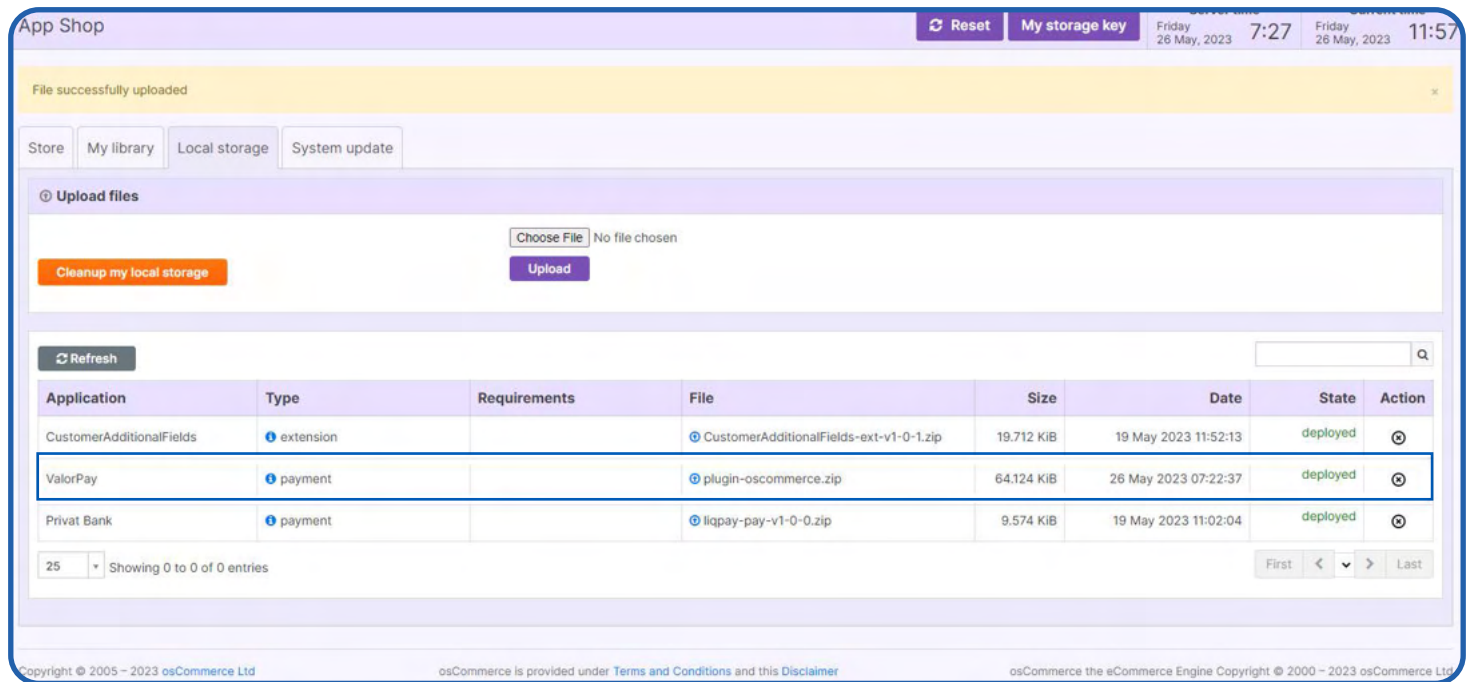 App Shop
Reset
My storage key
Server time
Friday
26 May, 2023
7:27
Current time
Friday
26 May, 2023
11:57
File successfully uploaded
×
Store
My library
Local storage
System update
Upload files
Choose File No file chosen
Cleanup my local storage
Upload
Refresh
Application Type Requirements File Size Date State Action
CustomerAdditionalFields extension CustomerAdditionalFields-ext-v1-0-1.zip 19.712 KiB 19 May 2023 11:52:13 deployed
ValorPay payment plugin-oscommerce.zip 64.124 KiB 26 May 2023 07:22:37 deployed
Privat Bank payment liqpay-pay-v1-0-0.zip 9.574 KiB 19 May 2023 11:02:04 deployed
25 Showing 0 to 0 of 0 entries
First
Last
Copyright © 2005 – 2023 osCommerce Ltd
osCommerce is provided under Terms and Conditions and this Disclaimer
osCommerce the eCommerce Engine Copyright © 2000 – 2023 osCommerce Ltd